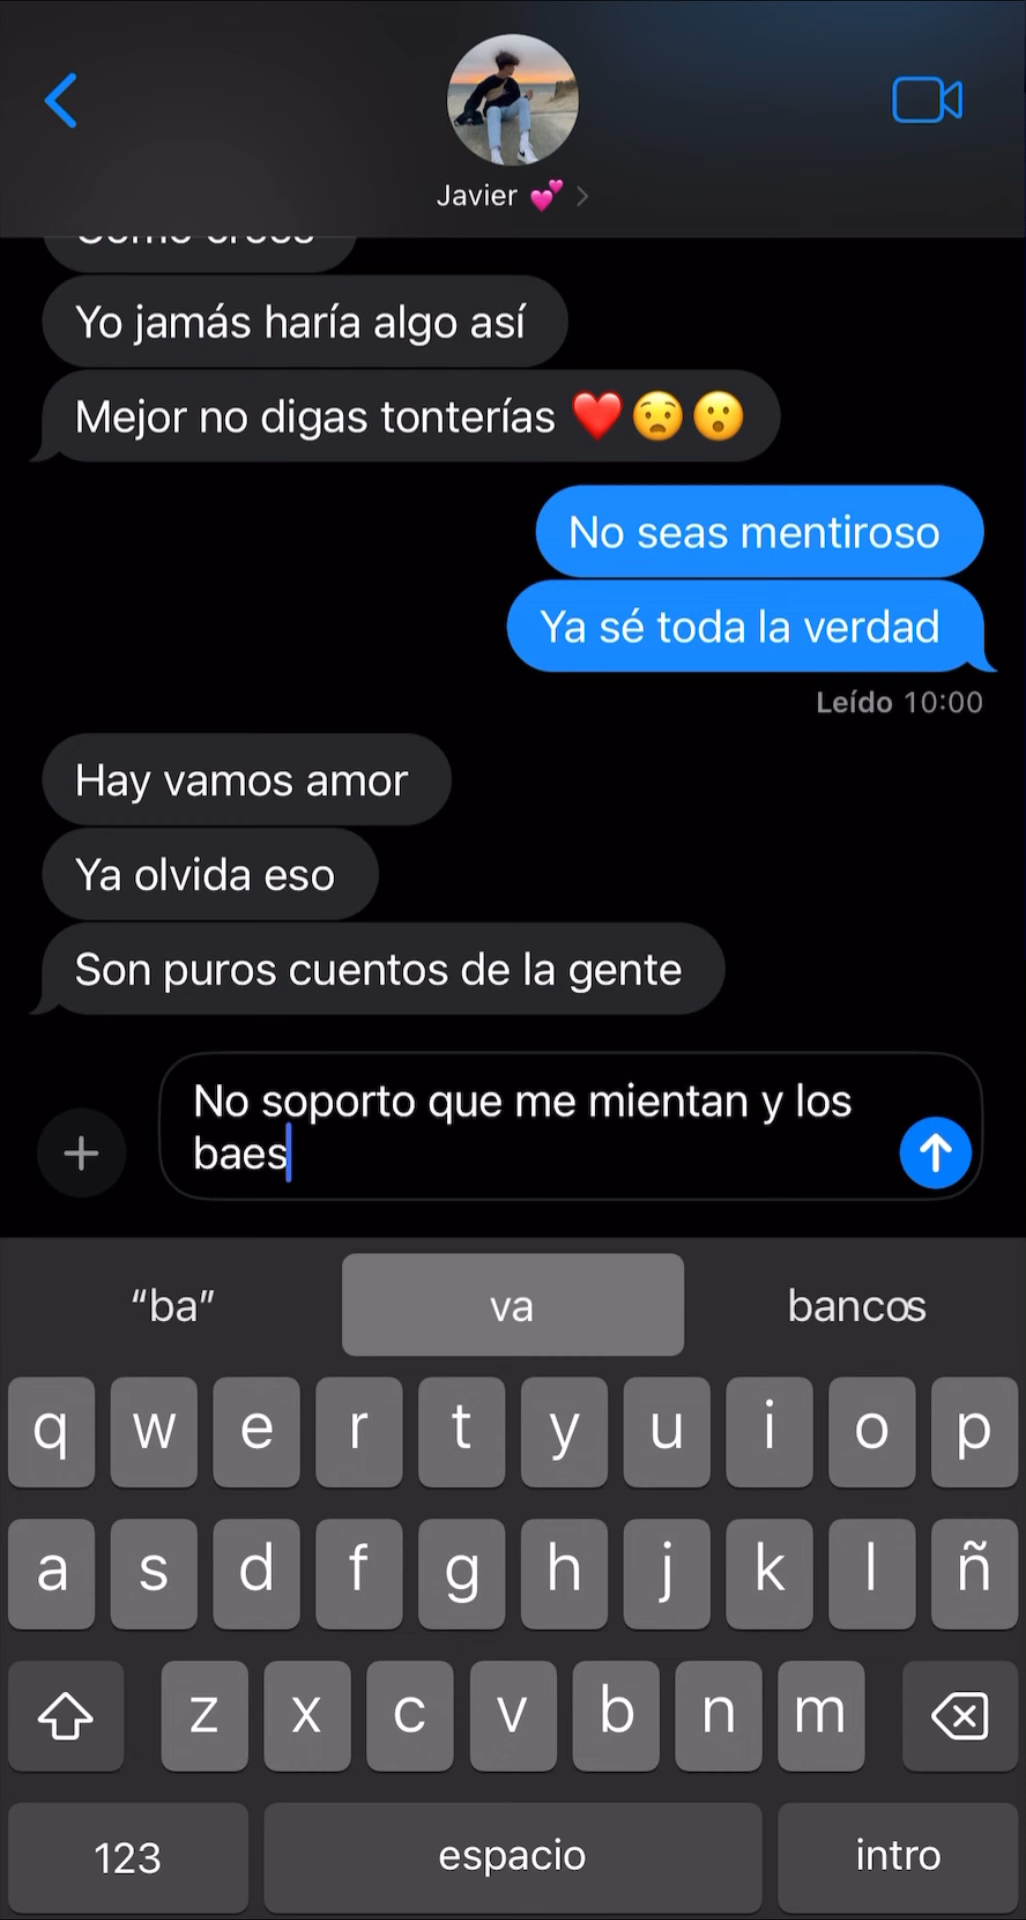 Javier 💕
Yo jamás haría algo así
Mejor no digas tonterías ❤️😟😮
No seas mentiroso
Ya sé toda la verdad
Leído 10:00
Hay vamos amor
Ya olvida eso
Son puros cuentos de la gente
No soporto que me mientan y los
baes
“ba” va bancos
q w e r t y u i o p
a s d f g h j k l ñ
z x c v b n m
123 espacio intro